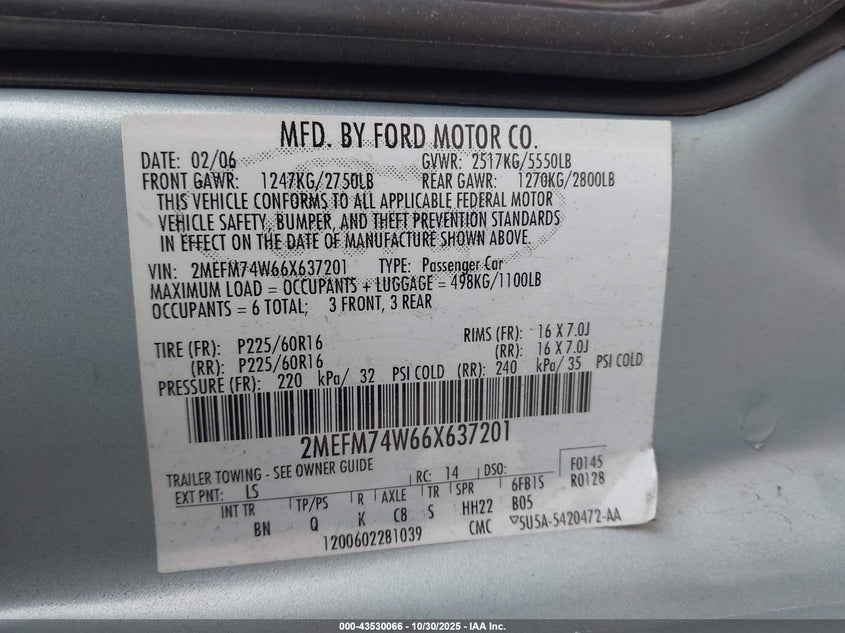 MFD. BY FORD MOTOR CO.
DATE: 02/06 GVWR: 2517KG/5550LB
FRONT GAWR: 1247KG/2750LB REAR GAWR: 1270KG/2800LB
THIS VEHICLE CONFORMS TO ALL APPLICABLE FEDERAL MOTOR
VEHICLE SAFETY, BUMPER, AND THEFT PREVENTION STANDARDS
IN EFFECT ON THE DATE OF MANUFACTURE SHOWN ABOVE.
VIN: 2MEFM74W66X637201 TYPE: Passenger Car
MAXIMUM LOAD = OCCUPANTS + LUGGAGE = 498KG/1100LB
OCCUPANTS = 6 TOTAL; 3 FRONT, 3 REAR
TIRE (FR): P225/60R16 RIMS (FR): 16 X 7.0J
(RR): P225/60R16 (RR): 16 X 7.0J
PRESSURE (FR): 220 kPa/ 32 PSI COLD (RR): 240 kPa/ 35 PSI COLD
2MEFM74W66X637201
TRAILER TOWING - SEE OWNER GUIDE
EXT PNT: LS RC: 14 DSO: F0145
INT TR TP/PS R AXLE TR SPR 6FB1S R0128
BN Q K C8 S HH22 B05
1200602281039 CMC ▽5U5A-5420472-AA
000-43530066 - 10/30/2025 - IAA Inc.